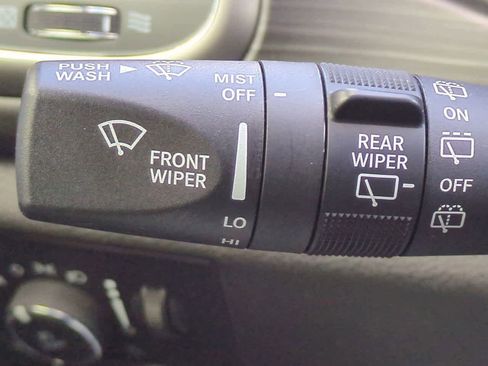 PUSH
WASH
MIST
OFF
FRONT
WIPER
LO
HI
REAR
WIPER
ON
OFF